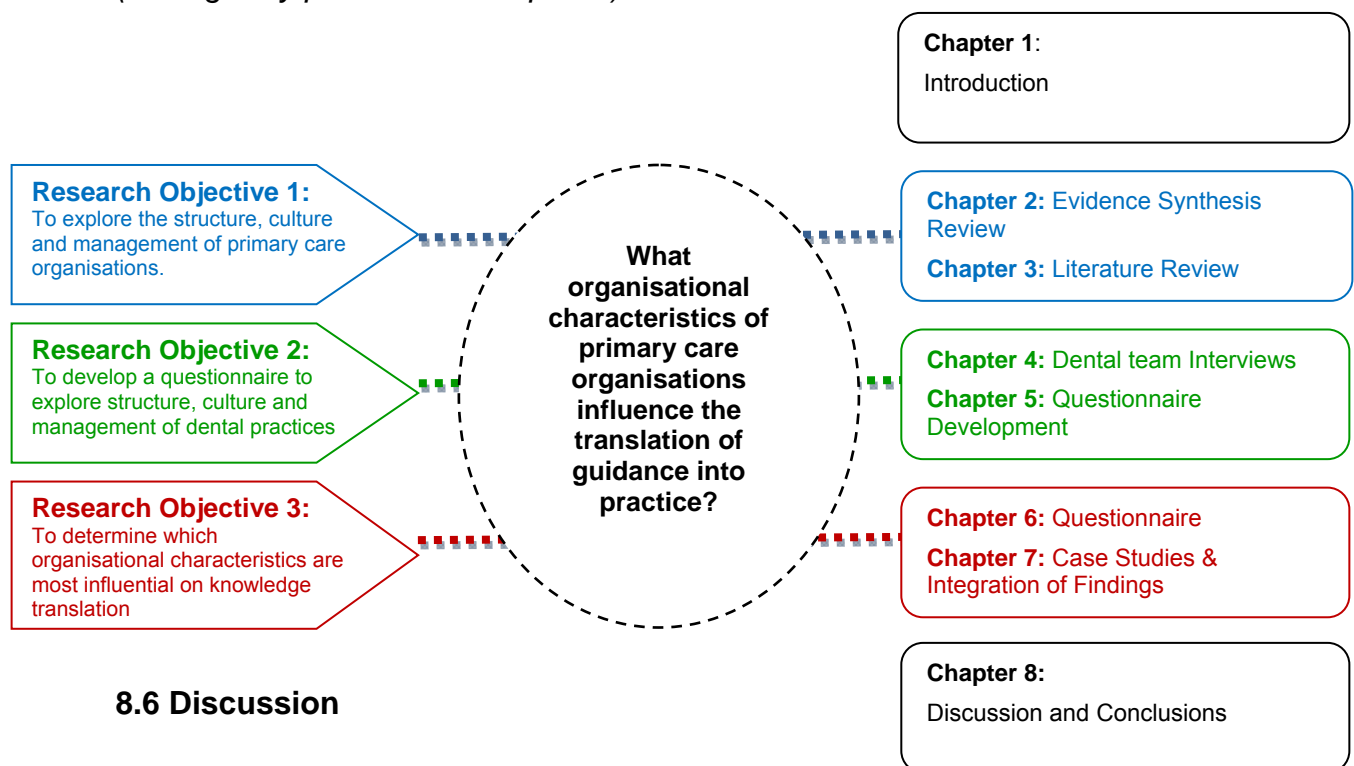 Chapter 1:
Introduction
Research Objective 1:
To explore the structure, culture
and management of primary care
organisations.
Research Objective 2:
To develop a questionnaire to
explore structure, culture and
management of dental practices
Research Objective 3:
To determine which
organisational characteristics are
most influential on knowledge
translation
What
organisational
characteristics of
primary care
organisations
influence the
translation of
guidance into
practice?
Chapter 2: Evidence Synthesis
Review
Chapter 3: Literature Review
Chapter 4: Dental team Interviews
Chapter 5: Questionnaire
Development
Chapter 6: Questionnaire
Chapter 7: Case Studies &
Integration of Findings
Chapter 8:
Discussion and Conclusions
8.6 Discussion